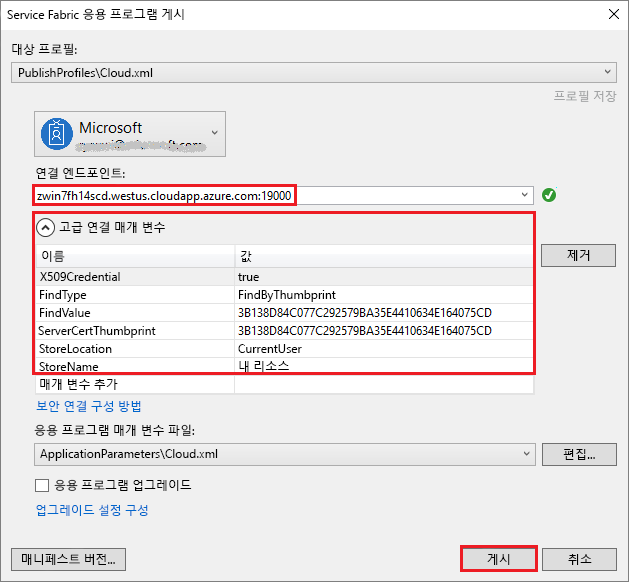 Service Fabric 응용 프로그램 게시
대상 프로필:
PublishProfiles\Cloud.xml
프로필 저장
Microsoft
연결 엔드포인트:
zwin7fh14scd.westus.cloudapp.azure.com:19000
고급 연결 매개 변수
제거
이름 값
X509Credential true
FindType FindByThumbprint
FindValue 3B138D84C077C292579BA35E4410634E164075CD
ServerCertThumbprint 3B138D84C077C292579BA35E4410634E164075CD
StoreLocation CurrentUser
StoreName 내 리소스
매개 변수 추가
보안 연결 구성 방법
응용 프로그램 매개 변수 파일:
ApplicationParameters\Cloud.xml
편집...
응용 프로그램 업그레이드
업그레이드 설정 구성
매니페스트 버전...
게시
취소